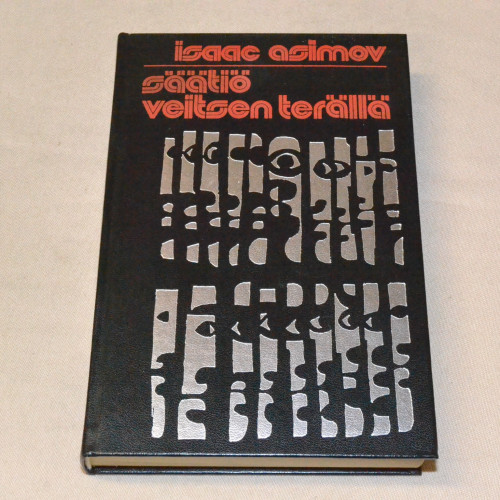 isaac asimov
säätiö
veitsen terällä